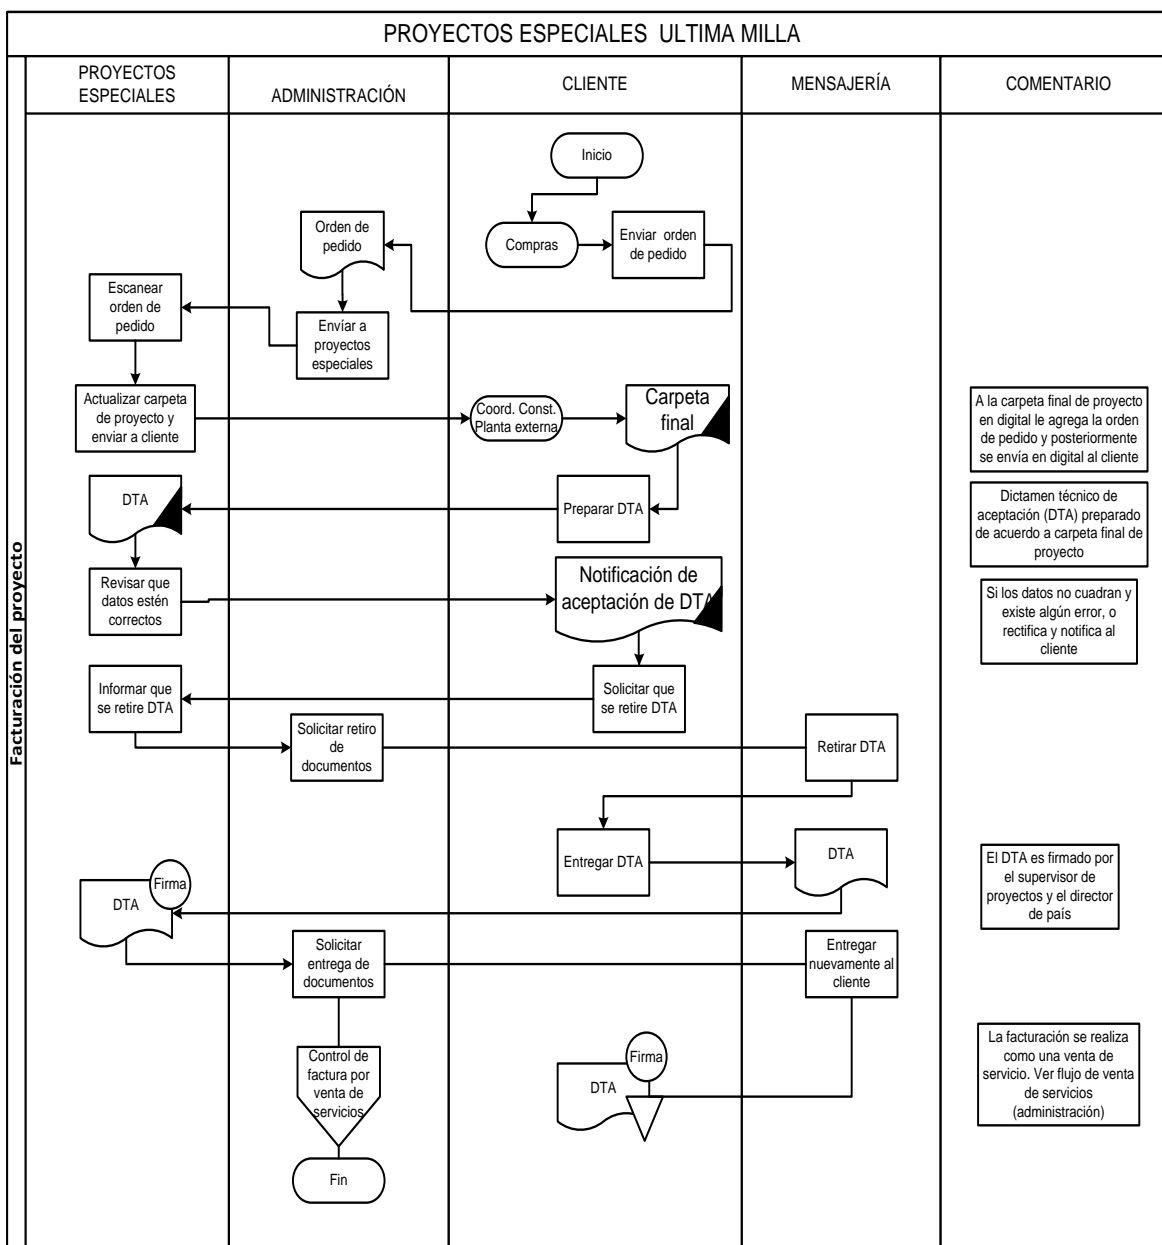 PROYECTOS ESPECIALES ULTIMA MILLA
PROYECTOS
ESPECIALES
ADMINISTRACIÓN
CLIENTE
MENSAJERÍA
COMENTARIO
Facturación del proyecto
Inicio
Compras
Enviar orden
de pedido
Orden de
pedido
Envíar a
proyectos
especiales
Escanear
orden de
pedido
Actualizar carpeta
de proyecto y
enviar a cliente
Coord. Const.
Planta externa
Carpeta
final
A la carpeta final de proyecto
en digital le agrega la orden
de pedido y posteriormente
se envía en digital al cliente
DTA
Preparar DTA
Dictamen técnico de
aceptación (DTA) preparado
de acuerdo a carpeta final de
proyecto
Revisar que
datos estén
correctos
Notificación de
aceptación de DTA
Si los datos no cuadran y
existe algún error, o
rectifica y notifica al
cliente
Informar que
se retire DTA
Solicitar que
se retire DTA
Solicitar retiro
de
documentos
Retirar DTA
Entregar DTA
DTA
El DTA es firmado por
el supervisor de
proyectos y el director
de país
Firma
DTA
Solicitar
entrega de
documentos
Entregar
nuevamente al
cliente
Control de
factura por
venta de
servicios
Firma
DTA
La facturación se realiza
como una venta de
servicio. Ver flujo de venta
de servicios
(administración)
Fin